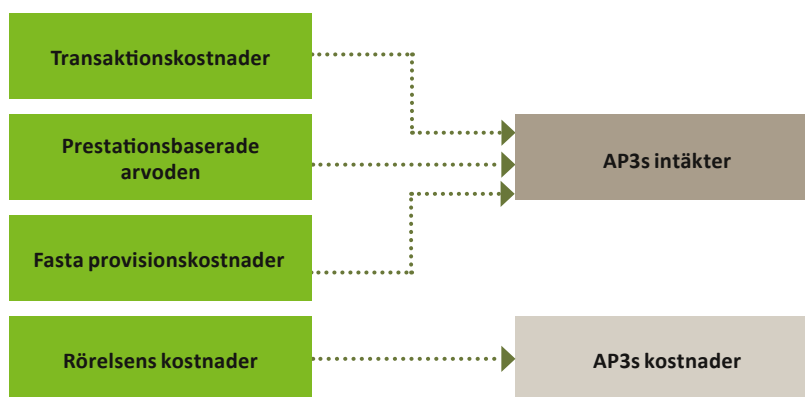 Transaktionskostnader
Prestationsbaserade
arvoden
AP3s intäkter
Fasta provisionskostnader
Rörelsens kostnader
AP3s kostnader